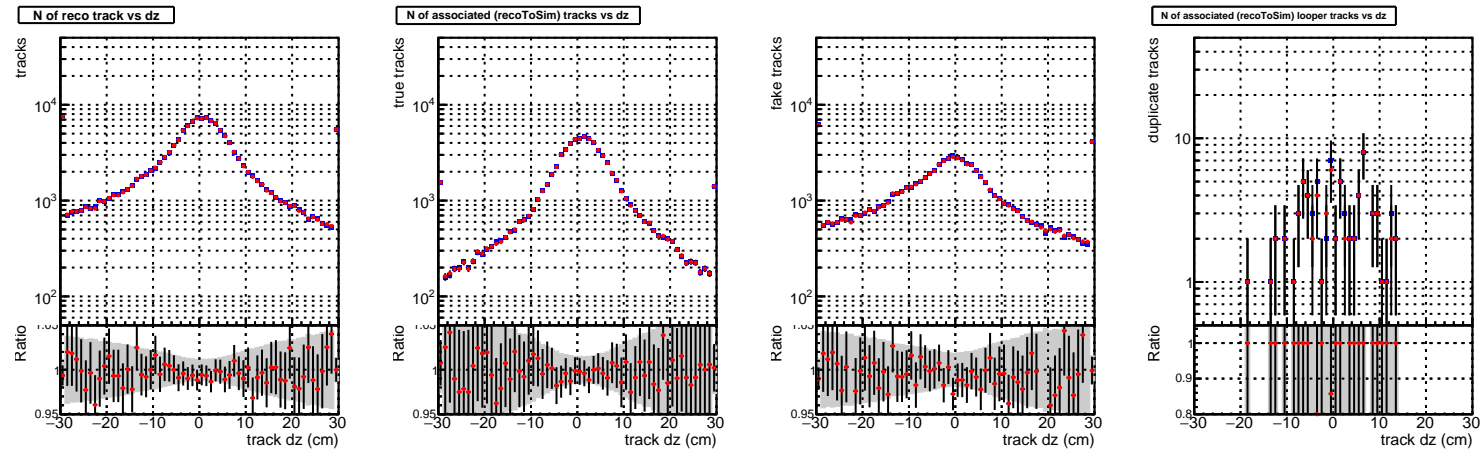 N of reco track vs dz
tracks
10^4
10^3
10^2
Ratio
1
0.95
−30 −20 −10 0 10 20 30
track dz (cm)
N of associated (recoToSim) tracks vs dz
true tracks
10^4
10^3
10^2
Ratio
1
0.95
−30 −20 −10 0 10 20 30
track dz (cm)
fake tracks
10^4
10^3
10^2
Ratio
1
0.95
−30 −20 −10 0 10 20 30
track dz (cm)
N of associated (recoToSim) looper tracks vs dz
duplicate tracks
10
1
Ratio
1
0.9
0.8
−30 −20 −10 0 10 20 30
track dz (cm)